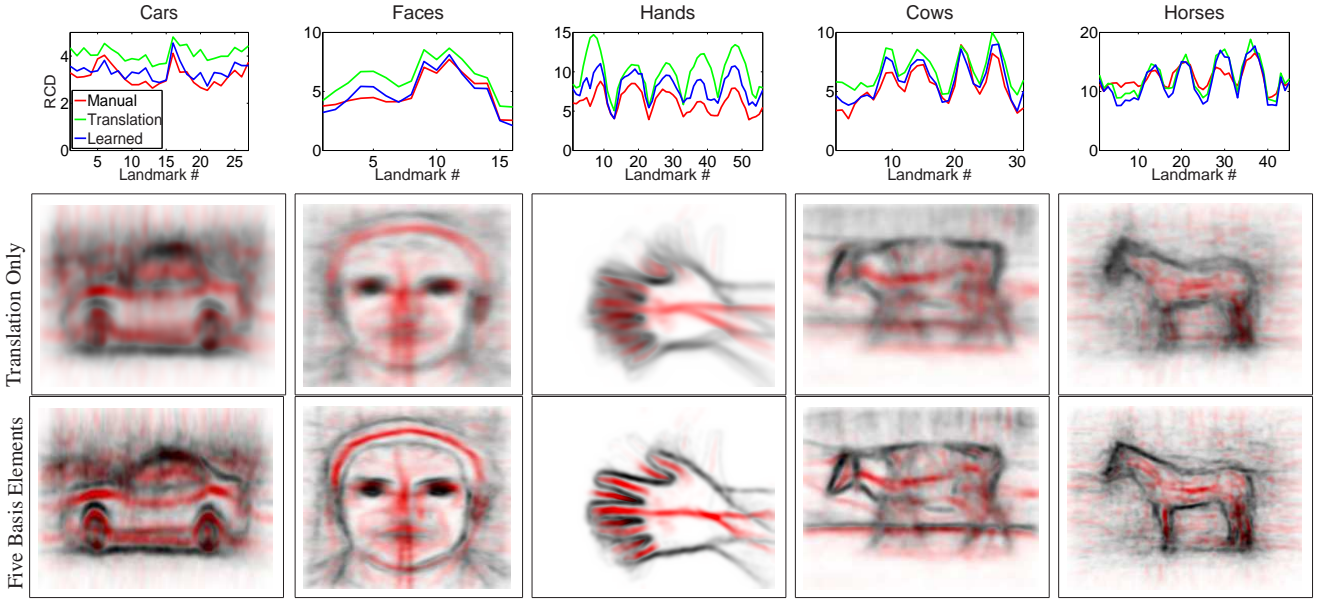 Cars Faces Hands Cows Horses
RCD
0 2 4
5 10 15 20 25
Landmark #
Manual
Translation
Learned
0 5 10
5 10 15
Landmark #
0 5 10 15
10 20 30 40 50
Landmark #
0 5 10
10 20 30
Landmark #
0 10 20
10 20 30 40
Landmark #
Translation Only
Five Basis Elements